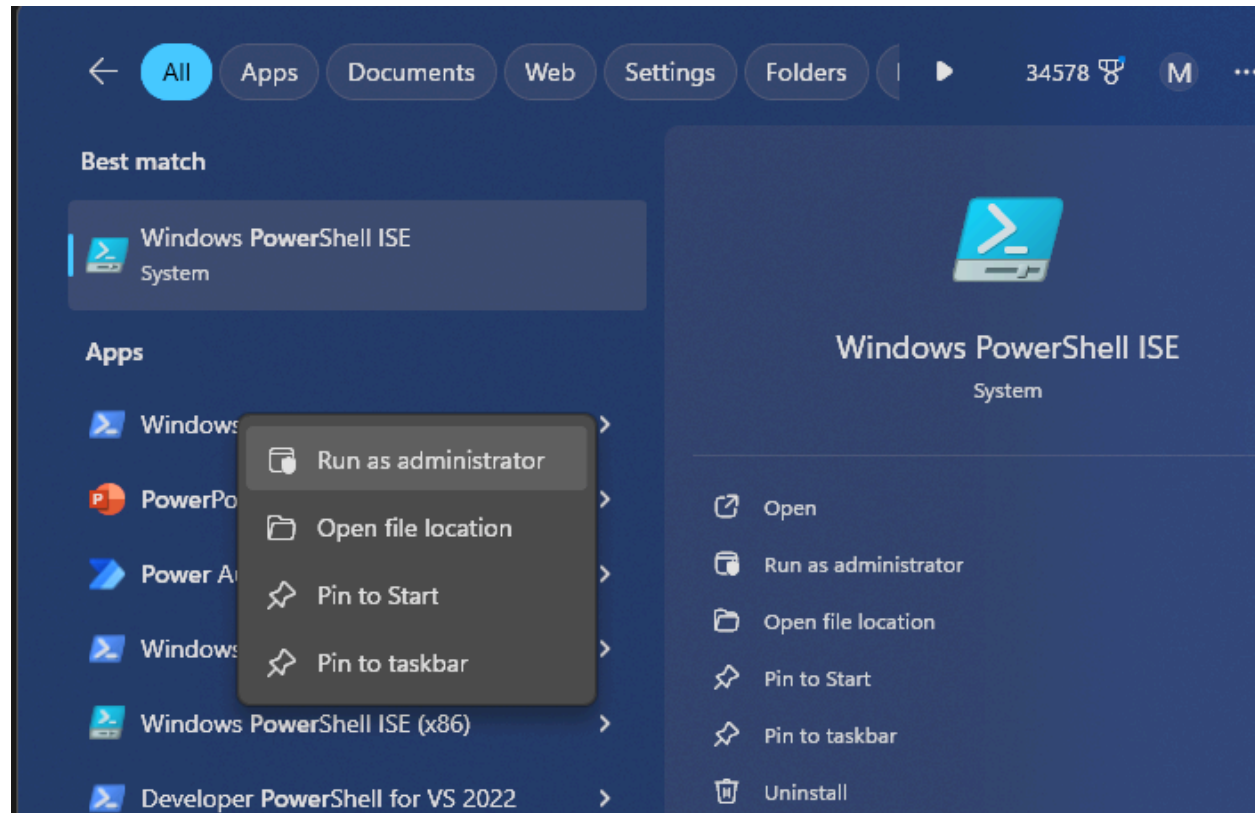 All
Apps
Documents
Web
Settings
Folders
34578
M
Best match
Windows PowerShell ISE
System
Apps
Windows
PowerPo
Power A
Windows
Windows PowerShell ISE (x86)
Developer PowerShell for VS 2022
Run as administrator
Open file location
Pin to Start
Pin to taskbar
Windows PowerShell ISE
System
Open
Run as administrator
Open file location
Pin to Start
Pin to taskbar
Uninstall